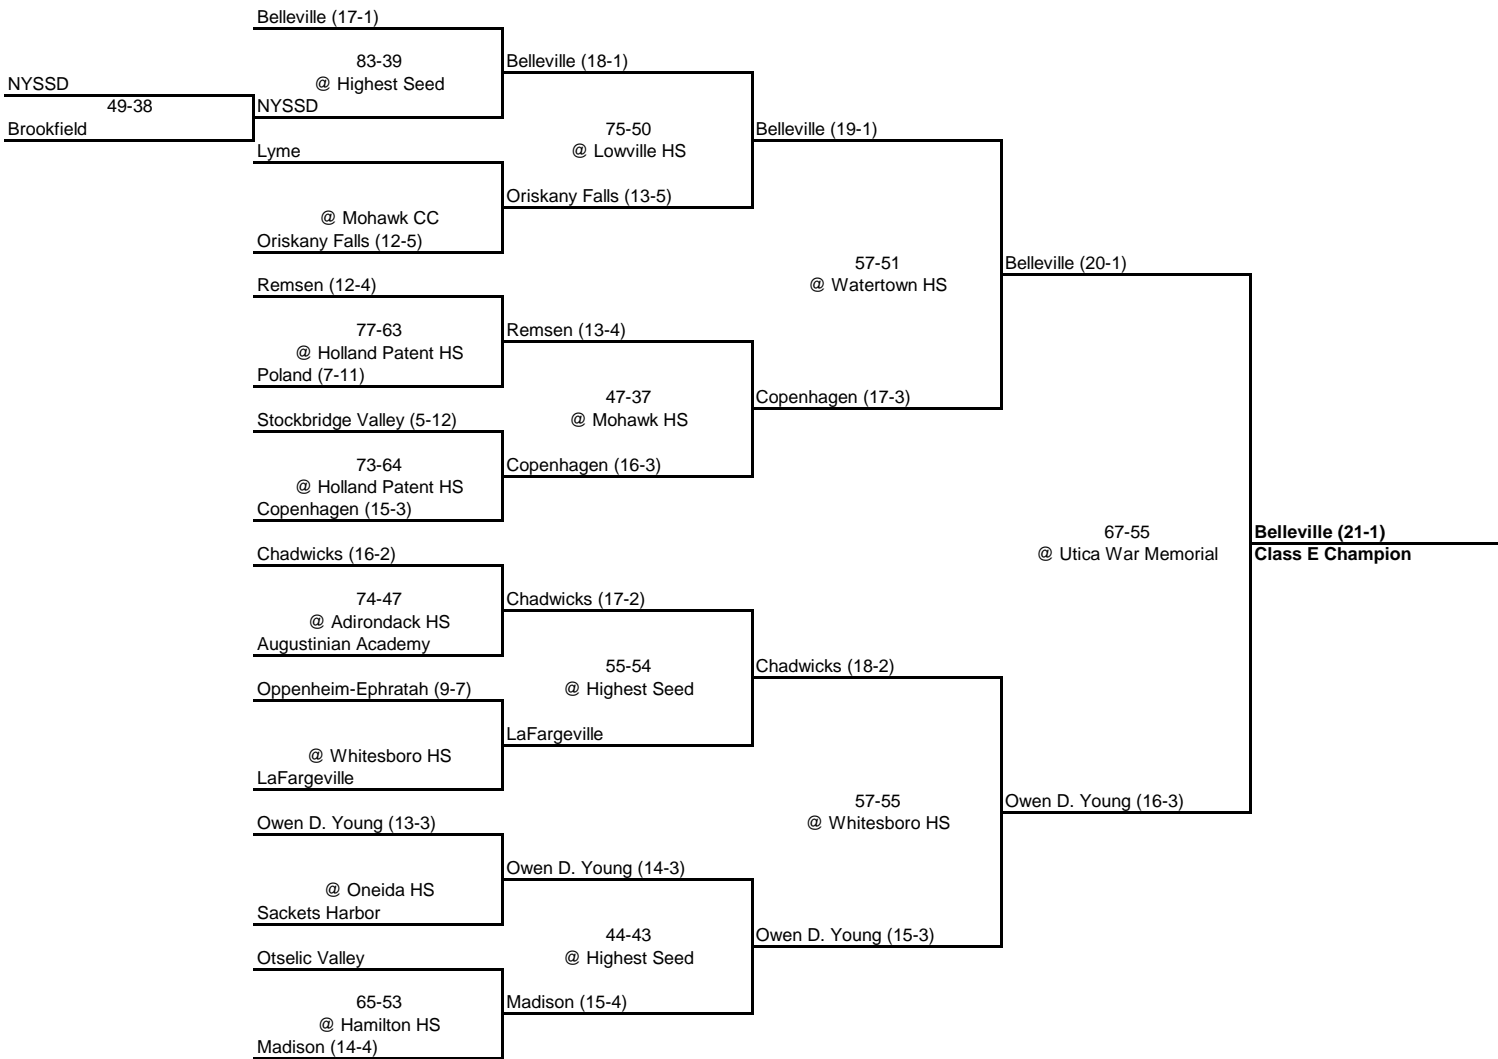 Belleville (17-1)
83-39
@ Highest Seed
Belleville (18-1)
NYSSD
49-38
NYSSD
Brookfield
75-50
@ Lowville HS
Belleville (19-1)
Lyme
@ Mohawk CC
Oriskany Falls (13-5)
Oriskany Falls (12-5)
57-51
@ Watertown HS
Belleville (20-1)
Remsen (12-4)
77-63
@ Holland Patent HS
Remsen (13-4)
Poland (7-11)
47-37
@ Mohawk HS
Copenhagen (17-3)
Stockbridge Valley (5-12)
73-64
@ Holland Patent HS
Copenhagen (16-3)
Copenhagen (15-3)
67-55
@ Utica War Memorial
Belleville (21-1)
Class E Champion
Chadwicks (16-2)
74-47
@ Adirondack HS
Chadwicks (17-2)
Augustinian Academy
55-54
@ Highest Seed
Chadwicks (18-2)
Oppenheim-Ephratah (9-7)
@ Whitesboro HS
LaFargeville
LaFargeville
57-55
@ Whitesboro HS
Owen D. Young (16-3)
Owen D. Young (13-3)
@ Oneida HS
Owen D. Young (14-3)
Sackets Harbor
44-43
@ Highest Seed
Owen D. Young (15-3)
Otselic Valley
65-53
@ Hamilton HS
Madison (15-4)
Madison (14-4)